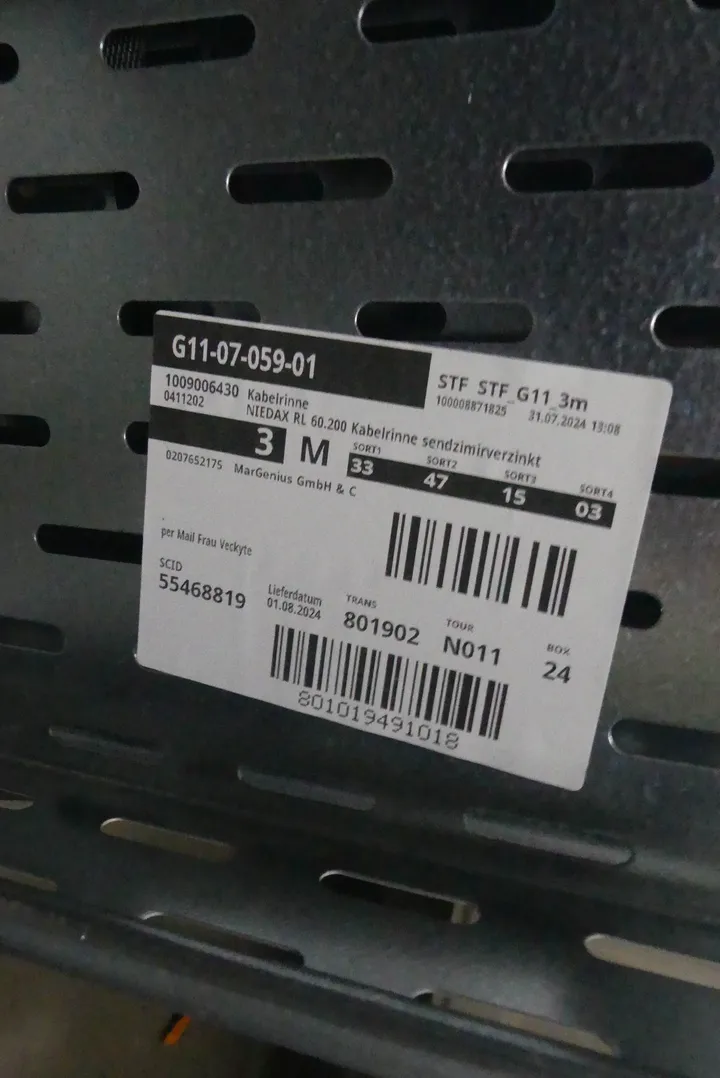 G11-07-059-01
STF STF_G11_3m
100008871825 31.07.2024 13:08
1009006430 Kabelrinne
0411202 NIEDAX RL 60.200 Kabelrinne sendzimirverzinkt
3 M
SORT1 SORT2 SORT3 SORT4
33 47 15 03
0207652175 MarGenius GmbH & C
per Mail Frau Veckyte
SCID
55468819
Lieferdatum
01.08.2024
TRANS
801902
TOUR
N011
BOX
24
801019491018